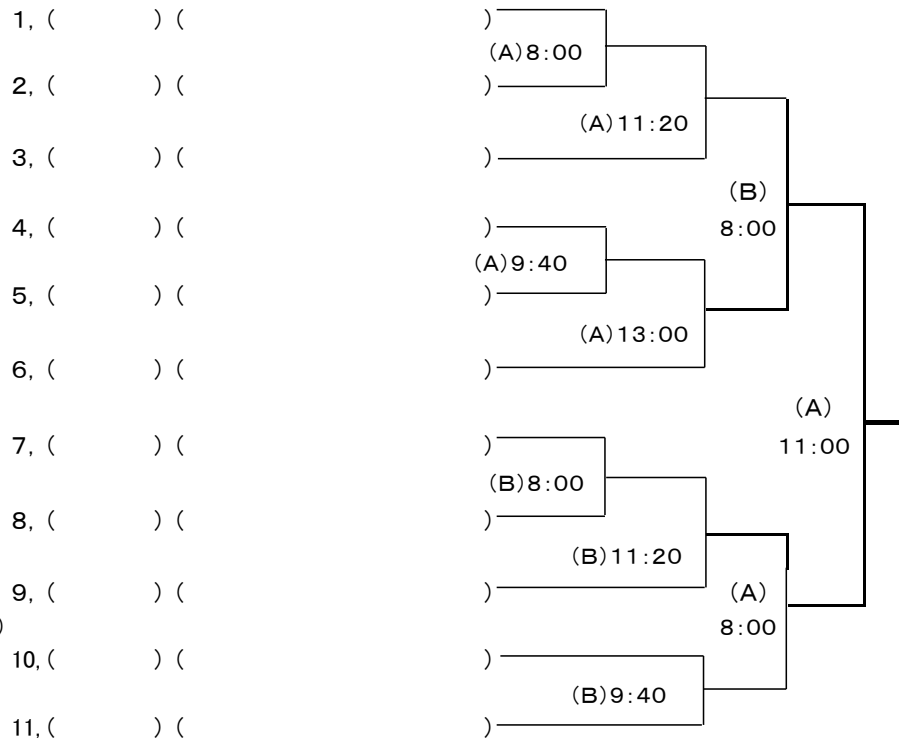 1, (　　　) (　　　　　　　　　)
(A)8:00
2, (　　　) (　　　　　　　　　)
(A)11:20
3, (　　　) (　　　　　　　　　)
(B)
8:00
4, (　　　) (　　　　　　　　　)
(A)9:40
5, (　　　) (　　　　　　　　　)
(A)13:00
6, (　　　) (　　　　　　　　　)
(A)
11:00
7, (　　　) (　　　　　　　　　)
(B)8:00
8, (　　　) (　　　　　　　　　)
(B)11:20
9, (　　　) (　　　　　　　　　)
(A)
)
8:00
10, (　　　) (　　　　　　　　　)
(B)9:40
11, (　　　) (　　　　　　　　　)